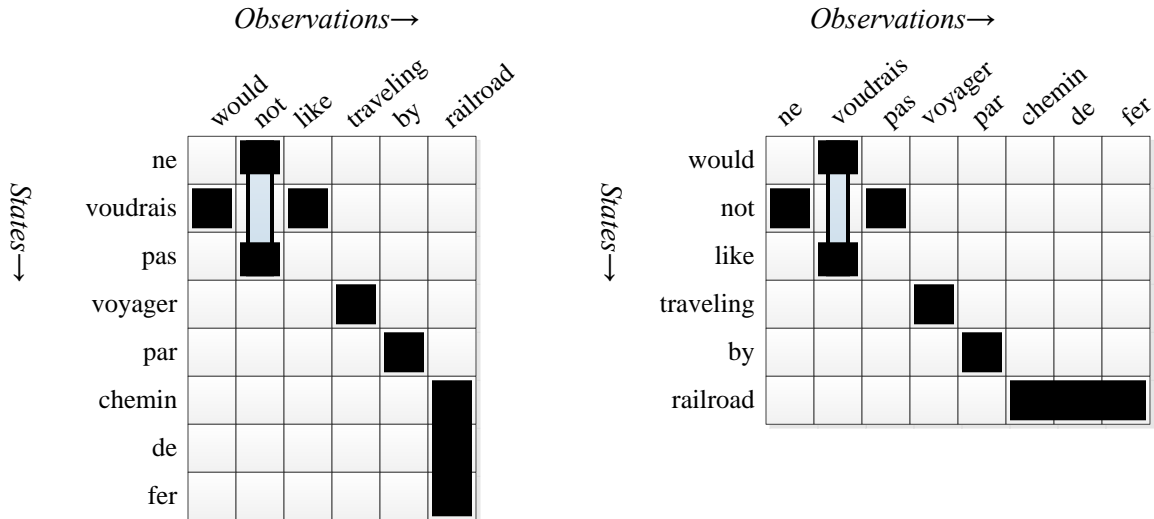 Observations→
would not like traveling by railroad
States→
ne
voudrais
pas
voyager
par
chemin
de
fer
Observations→
ne voudrais pas voyager par chemin de fer
States→
would
not
like
traveling
by
railroad